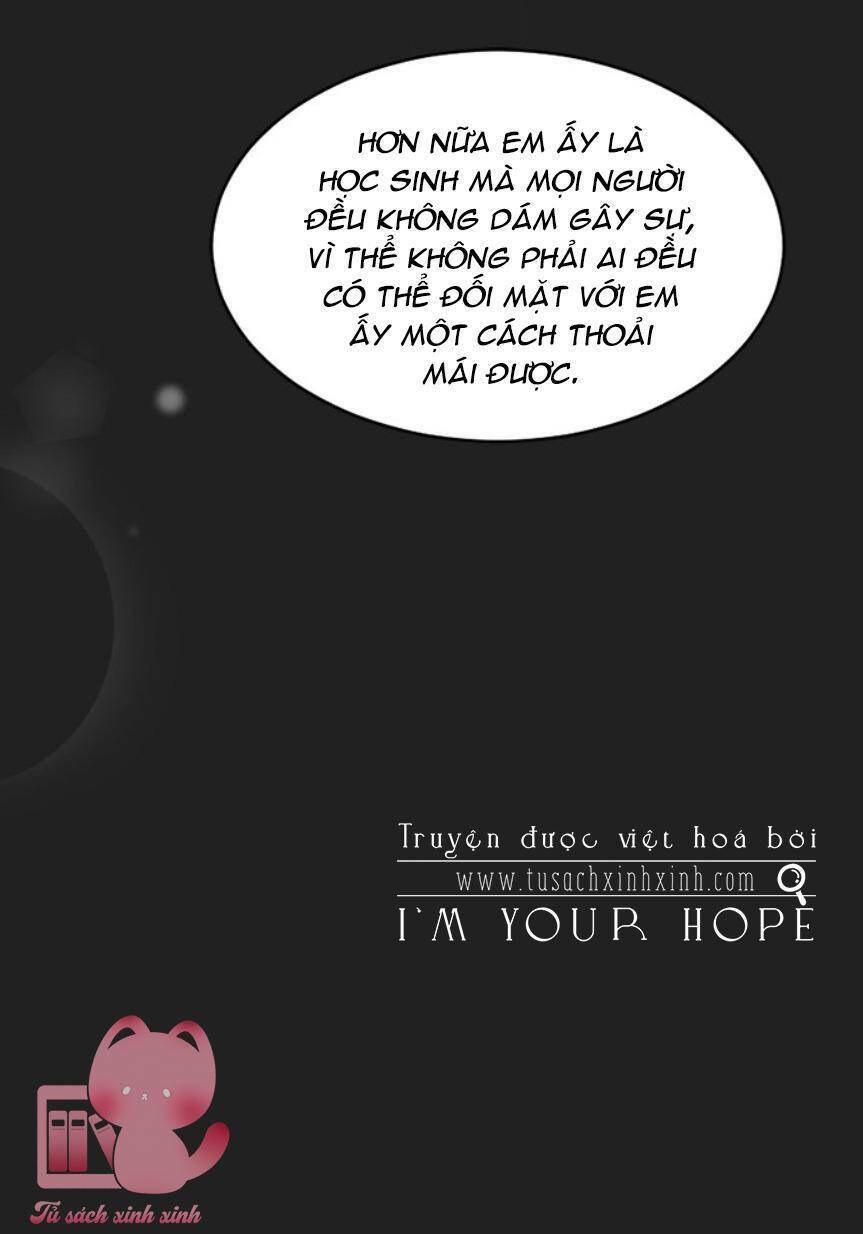 HƠN NỮA EM ẤY LÀ
HỌC SINH MÀ MỌI NGƯỜI
ĐỀU KHÔNG DÁM GÂY SỰ,
VÌ THẾ KHÔNG PHẢI AI ĐỀU
CÓ THỂ ĐỐI MẶT VỚI EM
ẤY MỘT CÁCH THOẢI
MÁI ĐƯỢC.
Truyện được việt hoá bởi
www.tusachxinhxinh.com
I'M YOUR HOPE
Tủ sách xinh xinh